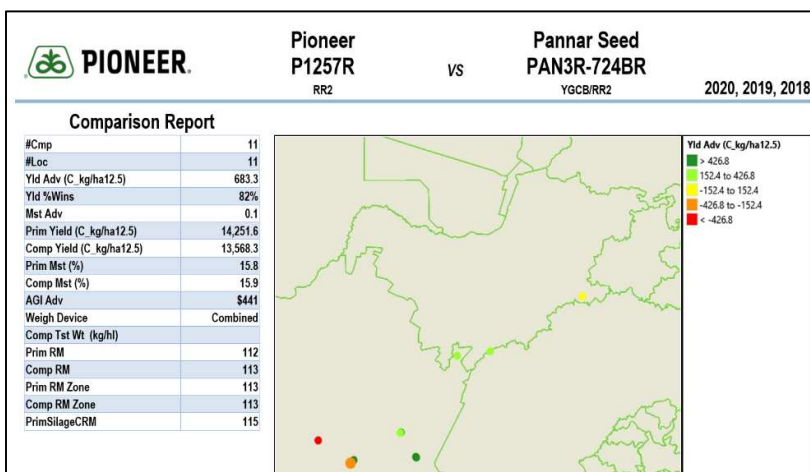 PIONEER.
Pioneer
P1257R
RR2
VS
Pannar Seed
PAN3R-724BR
YGCB/RR2
2020, 2019, 2018
Comparison Report
#Cmp 11
#Loc 11
Yld Adv (C_kg/ha12.5) 683.3
Yld %Wins 82%
Mst Adv 0.1
Prim Yield (C_kg/ha12.5) 14,251.6
Comp Yield (C_kg/ha12.5) 13,568.3
Prim Mst (%) 15.8
Comp Mst (%) 15.9
AGI Adv $441
Weigh Device Combined
Comp Tst Wt (kg/hl)
Prim RM 112
Comp RM 113
Prim RM Zone 113
Comp RM Zone 113
PrimSilageCRM 115
Yld Adv (C_kg/ha12.5)
> 426.8
152.4 to 426.8
-152.4 to 152.4
-426.8 to -152.4
< -426.8